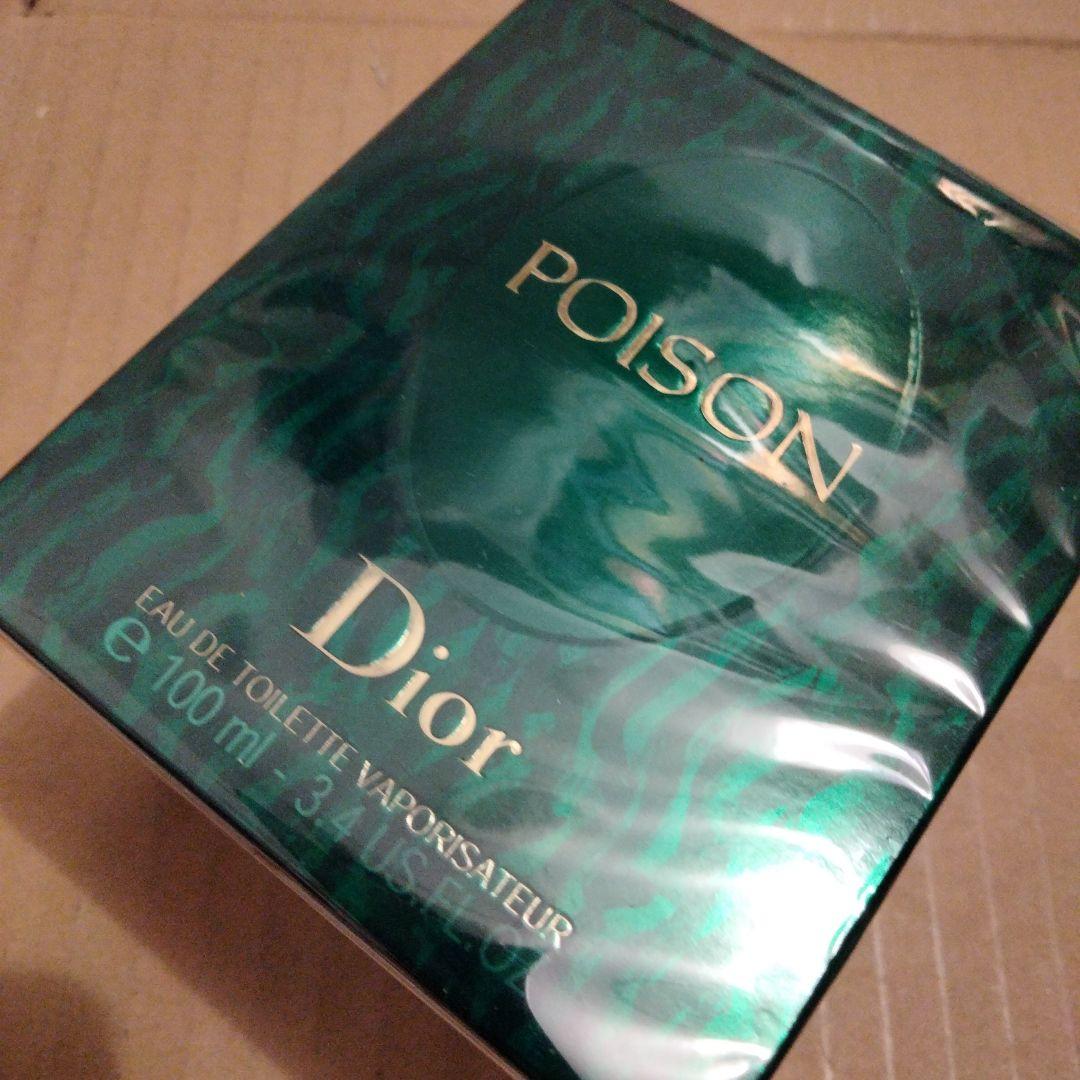 POISON
Dior
EAU DE TOILETTE VAPORISATEUR
℮ 100 ml - 3.4 US.FL.OZ